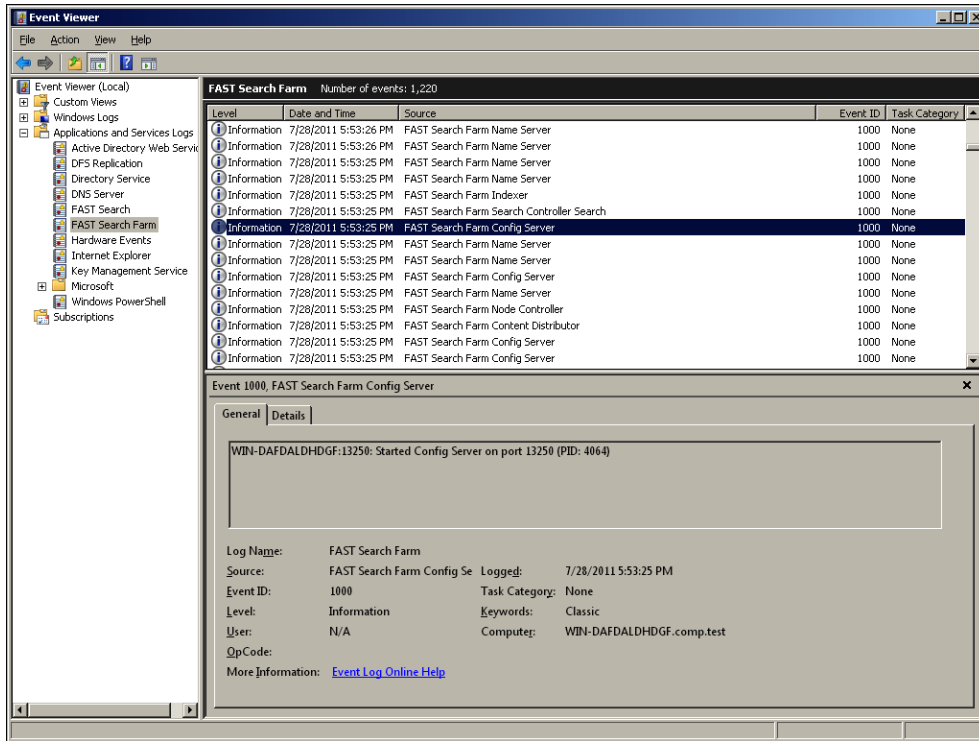 Event Viewer
File Action View Help
Event Viewer (Local)
Custom Views
Windows Logs
Applications and Services Logs
Active Directory Web Servic
DFS Replication
Directory Service
DNS Server
FAST Search
FAST Search Farm
Hardware Events
Internet Explorer
Key Management Service
Microsoft
Windows PowerShell
Subscriptions
FAST Search Farm Number of events: 1,220
Level Date and Time Source Event ID Task Category
Information 7/28/2011 5:53:26 PM FAST Search Farm Name Server 1000 None
Information 7/28/2011 5:53:26 PM FAST Search Farm Name Server 1000 None
Information 7/28/2011 5:53:25 PM FAST Search Farm Name Server 1000 None
Information 7/28/2011 5:53:25 PM FAST Search Farm Name Server 1000 None
Information 7/28/2011 5:53:25 PM FAST Search Farm Indexer 1000 None
Information 7/28/2011 5:53:25 PM FAST Search Farm Search Controller Search 1000 None
Information 7/28/2011 5:53:25 PM FAST Search Farm Config Server 1000 None
Information 7/28/2011 5:53:25 PM FAST Search Farm Name Server 1000 None
Information 7/28/2011 5:53:25 PM FAST Search Farm Name Server 1000 None
Information 7/28/2011 5:53:25 PM FAST Search Farm Config Server 1000 None
Information 7/28/2011 5:53:25 PM FAST Search Farm Name Server 1000 None
Information 7/28/2011 5:53:25 PM FAST Search Farm Node Controller 1000 None
Information 7/28/2011 5:53:25 PM FAST Search Farm Content Distributor 1000 None
Information 7/28/2011 5:53:25 PM FAST Search Farm Config Server 1000 None
Information 7/28/2011 5:53:25 PM FAST Search Farm Config Server 1000 None
Event 1000, FAST Search Farm Config Server
General Details
WIN-DAFDALDHDGF:13250: Started Config Server on port 13250 (PID: 4064)
Log Name: FAST Search Farm
Source: FAST Search Farm Config Se Logged: 7/28/2011 5:53:25 PM
Event ID: 1000 Task Category: None
Level: Information Keywords: Classic
User: N/A Computer: WIN-DAFDALDHDGF.comp.test
OpCode:
More Information: Event Log Online Help